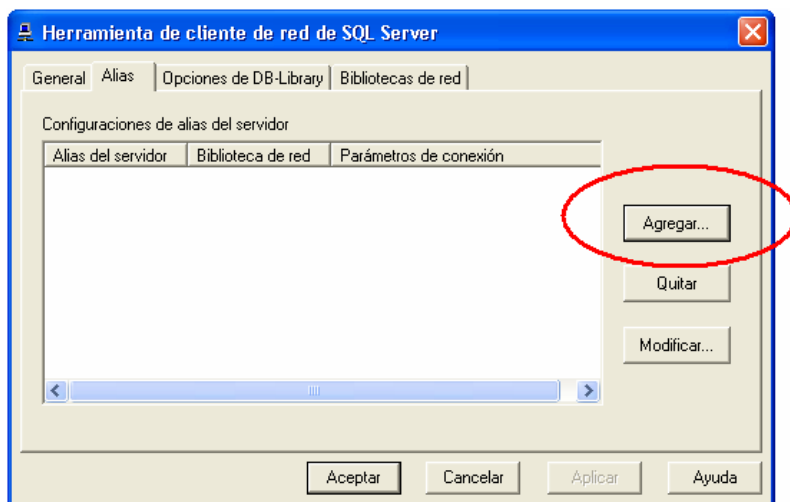 Herramienta de cliente de red de SQL Server
General Alias Opciones de DB-Library Bibliotecas de red
Configuraciones de alias del servidor
Alias del servidor Biblioteca de red Parámetros de conexión
Agregar...
Quitar
Modificar...
Aceptar Cancelar Aplicar Ayuda